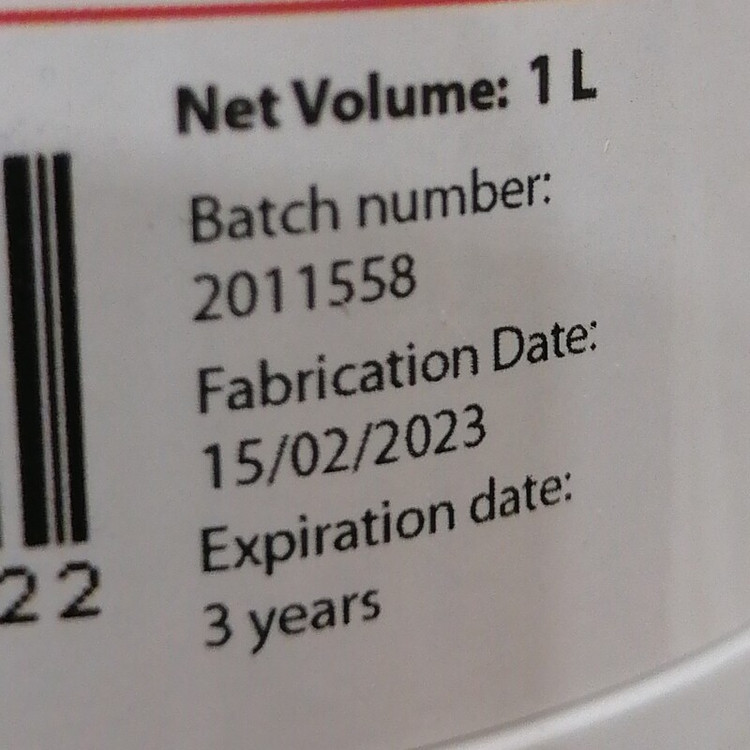 Net Volume: 1 L
Batch number:
2011558
Fabrication Date:
15/02/2023
Expiration date:
3 years
22